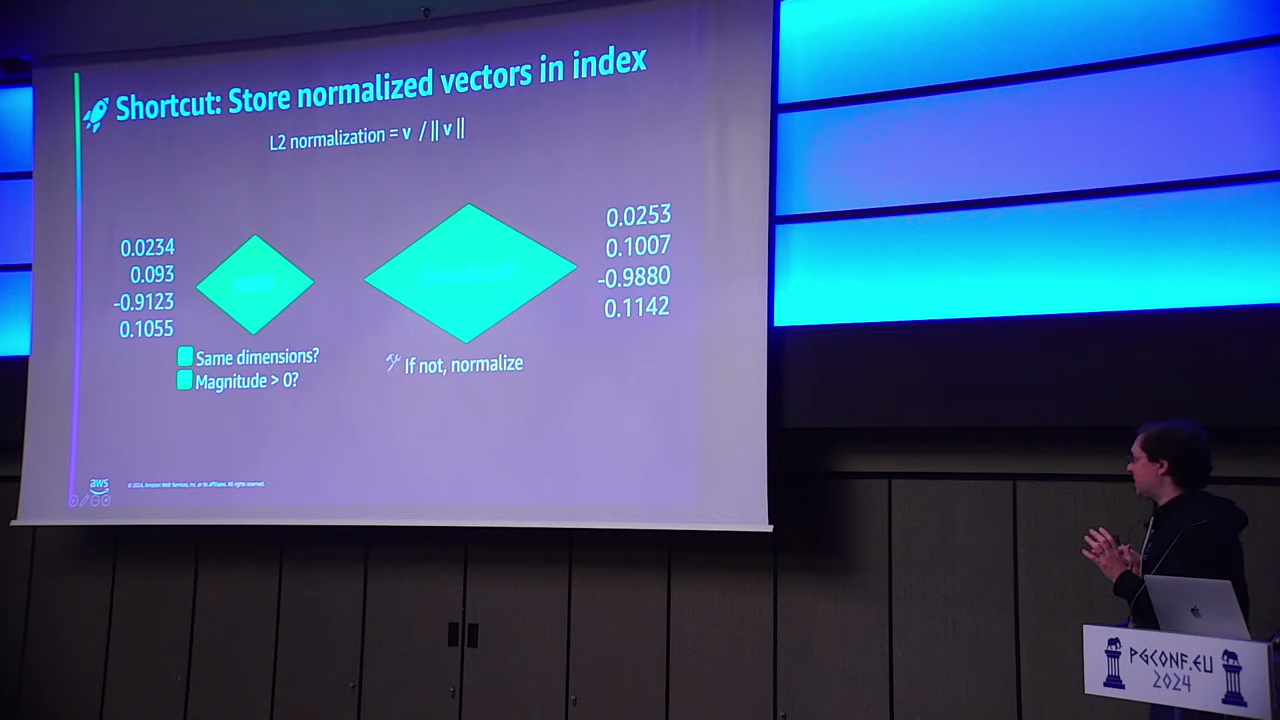 Shortcut: Store normalized vectors in index
L2 normalization = v / || v ||
0.0234
0.093
-0.9123
0.1055
Same dimensions?
Magnitude > 0?
If not, normalize
0.0253
0.1007
-0.9880
0.1142
aws
© 2024, Amazon Web Services, Inc. or its affiliates. All rights reserved.
PGCONF.EU
2024